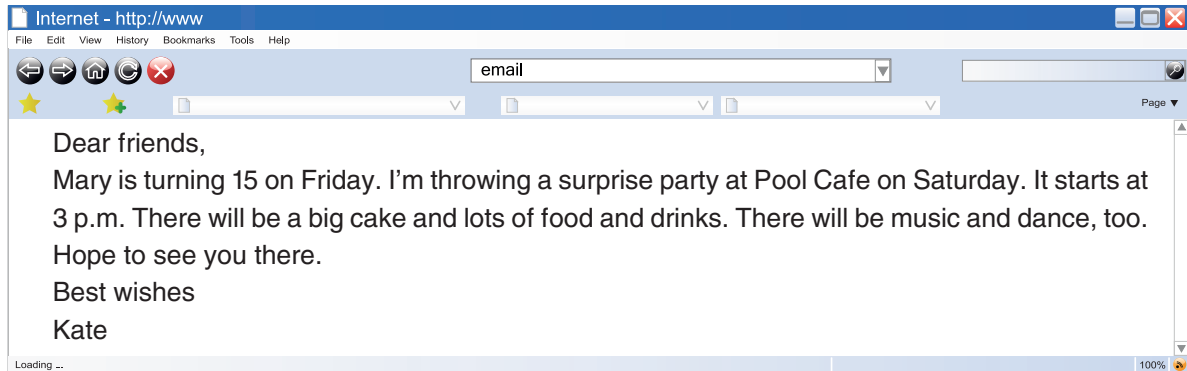 Internet - http://www
File Edit View History Bookmarks Tools Help
email
Page
Dear friends,
Mary is turning 15 on Friday. I'm throwing a surprise party at Pool Cafe on Saturday. It starts at
3 p.m. There will be a big cake and lots of food and drinks. There will be music and dance, too.
Hope to see you there.
Best wishes
Kate
Loading ...
100%